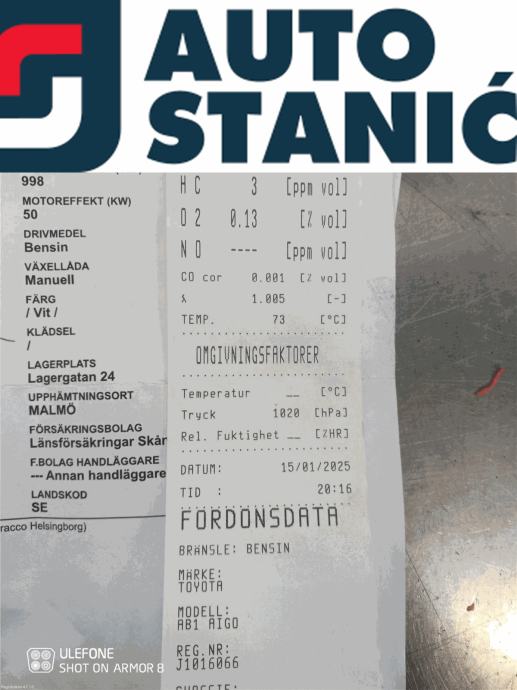 AUTO
STANIĆ
998
MOTOREFFEKT (KW)
50
DRIVMEDEL
Bensin
VÄXELLÅDA
Manuell
FÄRG
/ Vit /
KLÄDSEL
/
LAGERPLATS
Lagergatan 24
UPPHÄMTNINGSORT
MALMÖ
FÖRSÄKRINGSBOLAG
Länsförsäkringar Skår
F.BOLAG HANDLÄGGARE
--- Annan handläggare
LANDSKOD
SE
racco Helsingborg)
HC 3 [ppm vol]
O2 0.13 [% vol]
NO ---- [ppm vol]
CO cor 0.001 [% vol]
λ 1.005 [-]
TEMP. 73 [°C]
OMGIVNINGSFAKTORER
Temperatur __ [°C]
Tryck 1020 [hPa]
Rel. Fuktighet __ [%HR]
DATUM: 15/01/2025
TID : 20:16
FORDONSDATA
BRÄNSLE: BENSIN
MÄRKE:
TOYOTA
MODELL:
AB1 AIGO
REG.NR:
J1016066
ULEFONE
SHOT ON ARMOR 8